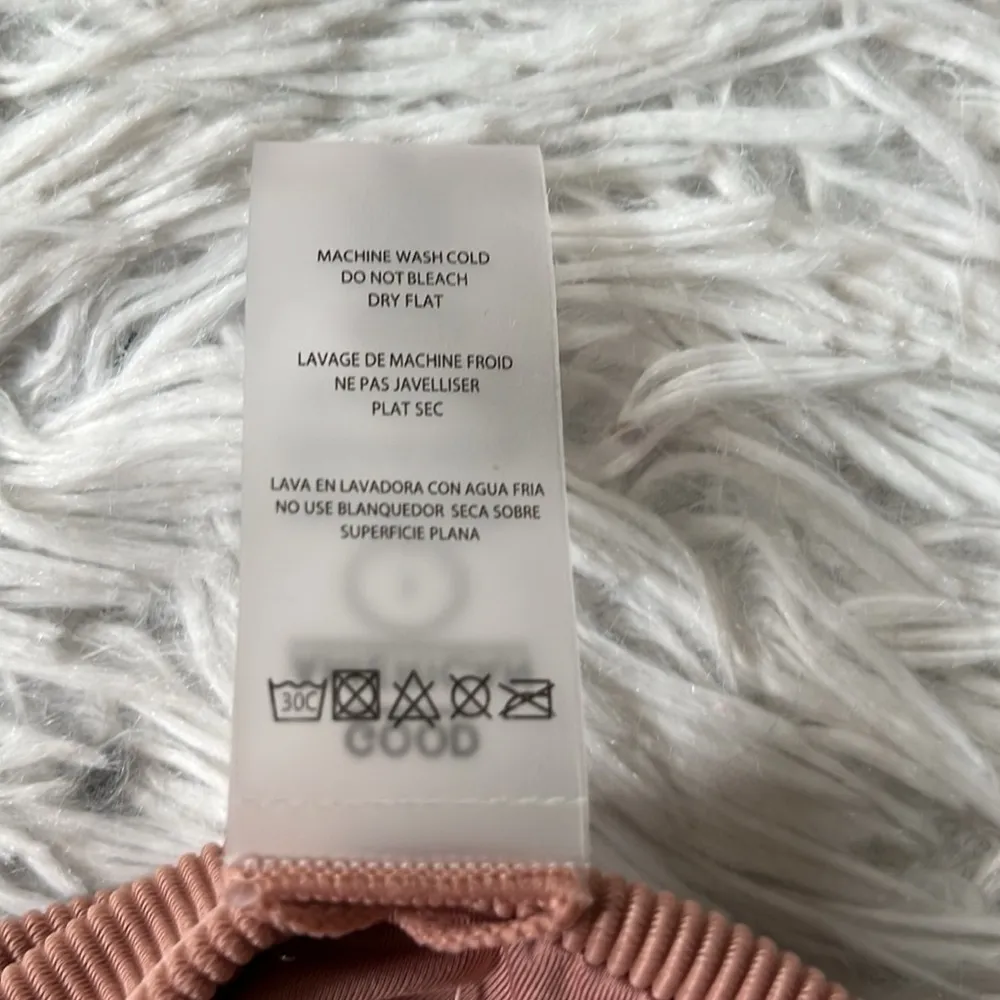 MACHINE WASH COLD
DO NOT BLEACH
DRY FLAT
LAVAGE DE MACHINE FROID
NE PAS JAVELLISER
PLAT SEC
LAVA EN LAVADORA CON AGUA FRIA
NO USE BLANQUEDOR SECA SOBRE
SUPERFICIE PLANA
30C